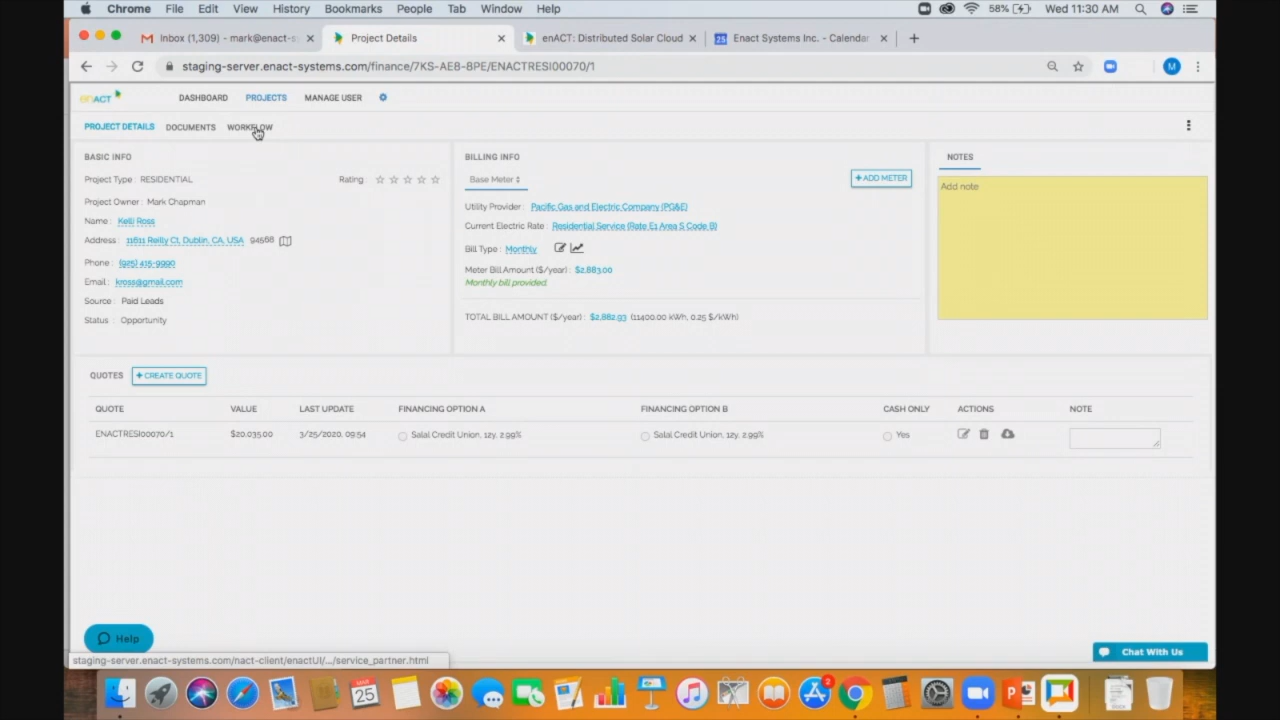 Chrome File Edit View History Bookmarks People Tab Window Help 58% Wed 11:30 AM
Inbox (1,309) - mark@enact-s Project Details enACT: Distributed Solar Cloud Enact Systems Inc. - Calendar
staging-server.enact-systems.com/finance/7KS-AE8-8PE/ENACTRESI00070/1 M
enACT DASHBOARD PROJECTS MANAGE USER
PROJECT DETAILS DOCUMENTS WORKFLOW
BASIC INFO
Project Type : RESIDENTIAL Rating
Project Owner : Mark Chapman
Name : Kelli Ross
Address : 11611 Reilly Ct, Dublin, CA, USA 94568
Phone : (925) 415-9990
Email : kross@gmail.com
Source : Paid Leads
Status : Opportunity
BILLING INFO
Base Meter + ADD METER
Utility Provider : Pacific Gas and Electric Company (PG&E)
Current Electric Rate : Residential Service (Rate E1 Area S Code B)
Bill Type : Monthly
Meter Bill Amount ($/year) : $2,883.00
Monthly bill provided.
TOTAL BILL AMOUNT ($/year) : $2,882.93 (11400.00 kWh, 0.25 $/kWh)
NOTES
Add note
QUOTES + CREATE QUOTE
QUOTE VALUE LAST UPDATE FINANCING OPTION A FINANCING OPTION B CASH ONLY ACTIONS NOTE
ENACTRESI00070/1 $20,035.00 3/25/2020, 09:54 Salal Credit Union, 12y, 2.99% Salal Credit Union, 12y, 2.99% Yes
Help
Chat With Us
staging-server.enact-systems.com/nact-client/enactUI/.../service_partner.html
25
2